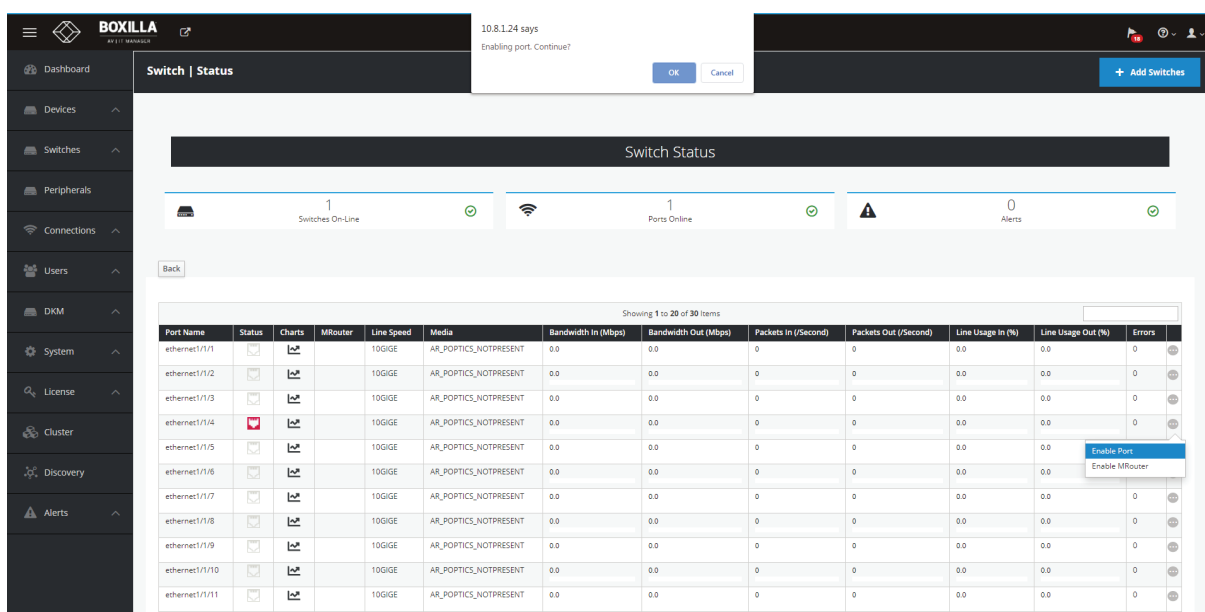 BOXILLA
AV | IT MANAGER
10.8.1.24 says
Enabling port. Continue?
OK Cancel
18
Dashboard
Devices
Switches
Peripherals
Connections
Users
DKM
System
License
Cluster
Discovery
Alerts
Switch | Status
+ Add Switches
Switch Status
1
Switches On-Line
1
Ports Online
0
Alerts
Back
Showing 1 to 20 of 30 Items
Port Name Status Charts MRouter Line Speed Media Bandwidth In (Mbps) Bandwidth Out (Mbps) Packets In (/Second) Packets Out (/Second) Line Usage In (%) Line Usage Out (%) Errors
ethernet1/1/1 10GIGE AR_POPTICS_NOTPRESENT 0.0 0.0 0 0 0.0 0.0 0
ethernet1/1/2 10GIGE AR_POPTICS_NOTPRESENT 0.0 0.0 0 0 0.0 0.0 0
ethernet1/1/3 10GIGE AR_POPTICS_NOTPRESENT 0.0 0.0 0 0 0.0 0.0 0
ethernet1/1/4 10GIGE AR_POPTICS_NOTPRESENT 0.0 0.0 0 0 0.0 0.0 0
ethernet1/1/5 10GIGE AR_POPTICS_NOTPRESENT 0.0 0.0 0 0 0.0 0.0
Enable Port
Enable MRouter
ethernet1/1/6 10GIGE AR_POPTICS_NOTPRESENT 0.0 0.0 0 0 0.0 0.0
ethernet1/1/7 10GIGE AR_POPTICS_NOTPRESENT 0.0 0.0 0 0 0.0 0.0 0
ethernet1/1/8 10GIGE AR_POPTICS_NOTPRESENT 0.0 0.0 0 0 0.0 0.0 0
ethernet1/1/9 10GIGE AR_POPTICS_NOTPRESENT 0.0 0.0 0 0 0.0 0.0 0
ethernet1/1/10 10GIGE AR_POPTICS_NOTPRESENT 0.0 0.0 0 0 0.0 0.0 0
ethernet1/1/11 10GIGE AR_POPTICS_NOTPRESENT 0.0 0.0 0 0 0.0 0.0 0